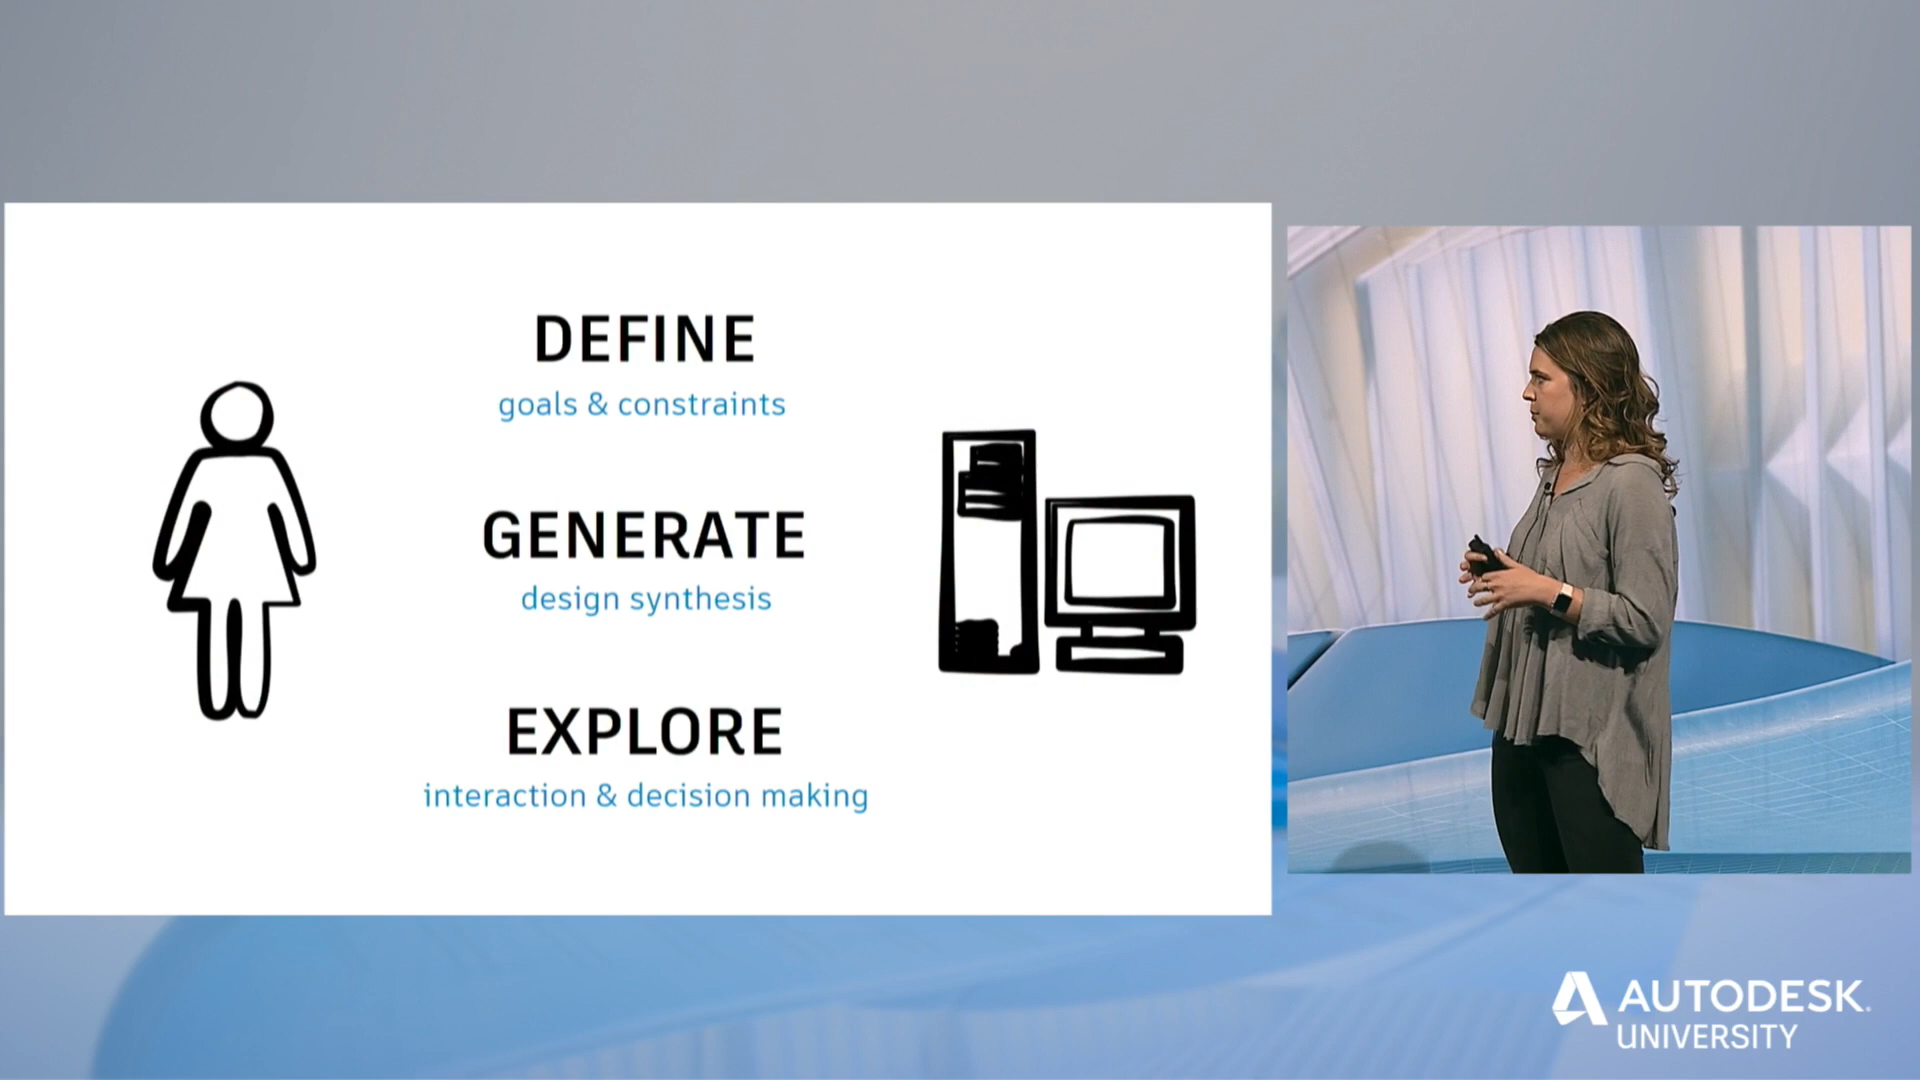 DEFINE
goals & constraints
GENERATE
design synthesis
EXPLORE
interaction & decision making
AUTODESK.
UNIVERSITY